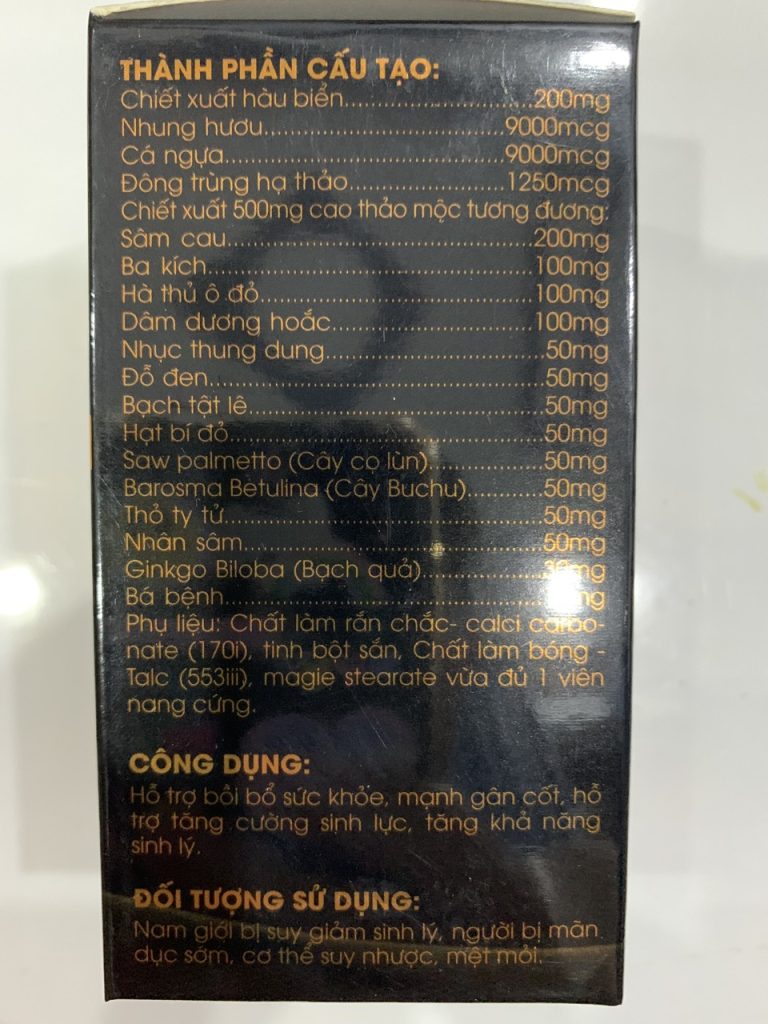 THÀNH PHẦN CẤU TẠO:
Chiết xuất hàu biển..............................200mg
Nhung hươu.....................................9000mcg
Cá ngựa...........................................9000mcg
Đông trùng hạ thảo........................1250mcg
Chiết xuất 500mg cao thảo mộc tương đương:
Sâm cau..............................................200mg
Ba kích.................................................100mg
Hà thủ ô đỏ.........................................100mg
Dâm dương hoắc..............................100mg
Nhục thung dung.................................50mg
Đỗ đen..................................................50mg
Bạch tật lê.............................................50mg
Hạt bí đỏ...............................................50mg
Saw palmetto (Cây cọ lùn)................50mg
Barosma Betulina (Cây Buchu)...........50mg
Thỏ ty tử................................................50mg
Nhân sâm.............................................50mg
Ginkgo Biloba (Bạch quả)..................mg
Bá bệnh................................................mg
Phụ liệu: Chất làm rắn chắc- calci carbo-
nate (170i), tinh bột sắn, Chất làm bóng -
Talc (553iii), magie stearate vừa đủ 1 viên
nang cứng.
CÔNG DỤNG:
Hỗ trợ bồi bổ sức khỏe, mạnh gân cốt, hỗ
trợ tăng cường sinh lực, tăng khả năng
sinh lý.
ĐỐI TƯỢNG SỬ DỤNG:
Nam giới bị suy giảm sinh lý, người bị mãn
dục sớm, cơ thể suy nhược, mệt mỏi.